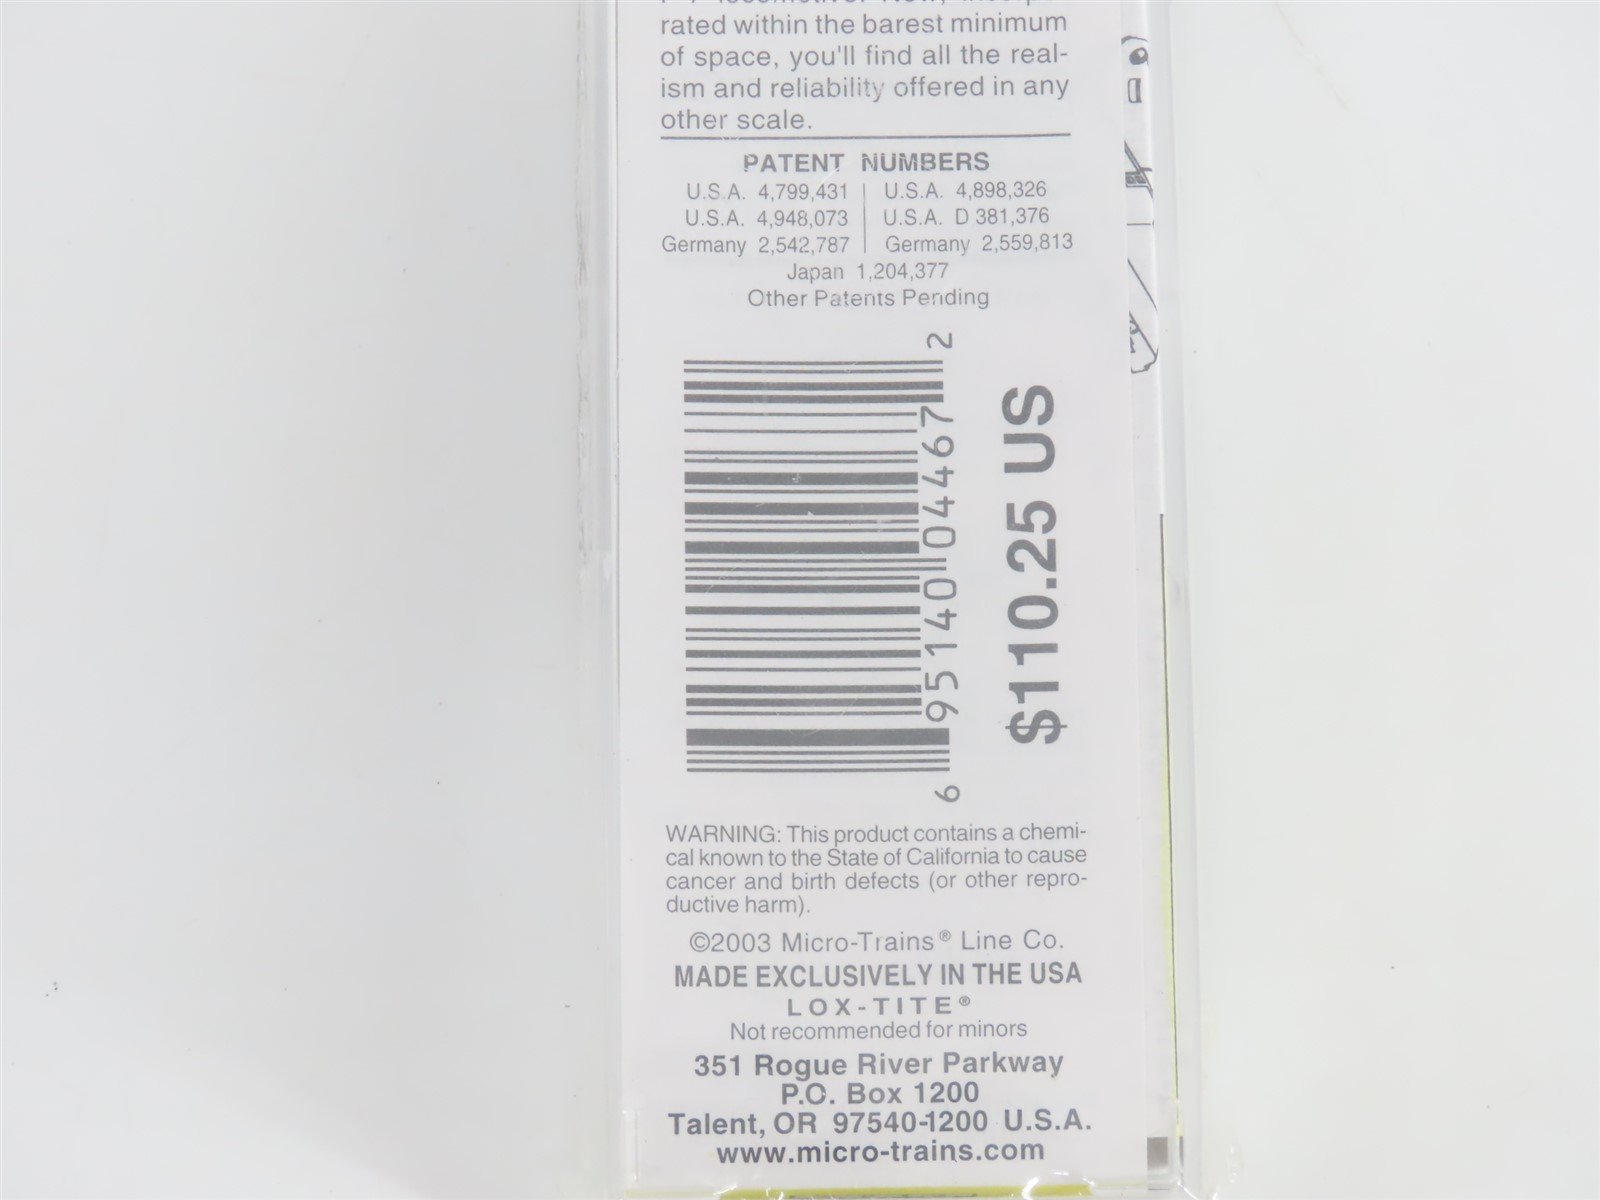 rated within the barest minimum
of space, you'll find all the real-
ism and reliability offered in any
other scale.
PATENT NUMBERS
U.S.A. 4,799,431 | U.S.A. 4,898,326
U.S.A. 4,948,073 | U.S.A. D 381,376
Germany 2,542,787 | Germany 2,559,813
Japan 1,204,377
Other Patents Pending
6 95140 04467 2
$110.25 US
WARNING: This product contains a chemi-
cal known to the State of California to cause
cancer and birth defects (or other repro-
ductive harm).
©2003 Micro-Trains® Line Co.
MADE EXCLUSIVELY IN THE USA
LOX-TITE®
Not recommended for minors
351 Rogue River Parkway
P.O. Box 1200
Talent, OR 97540-1200 U.S.A.
www.micro-trains.com